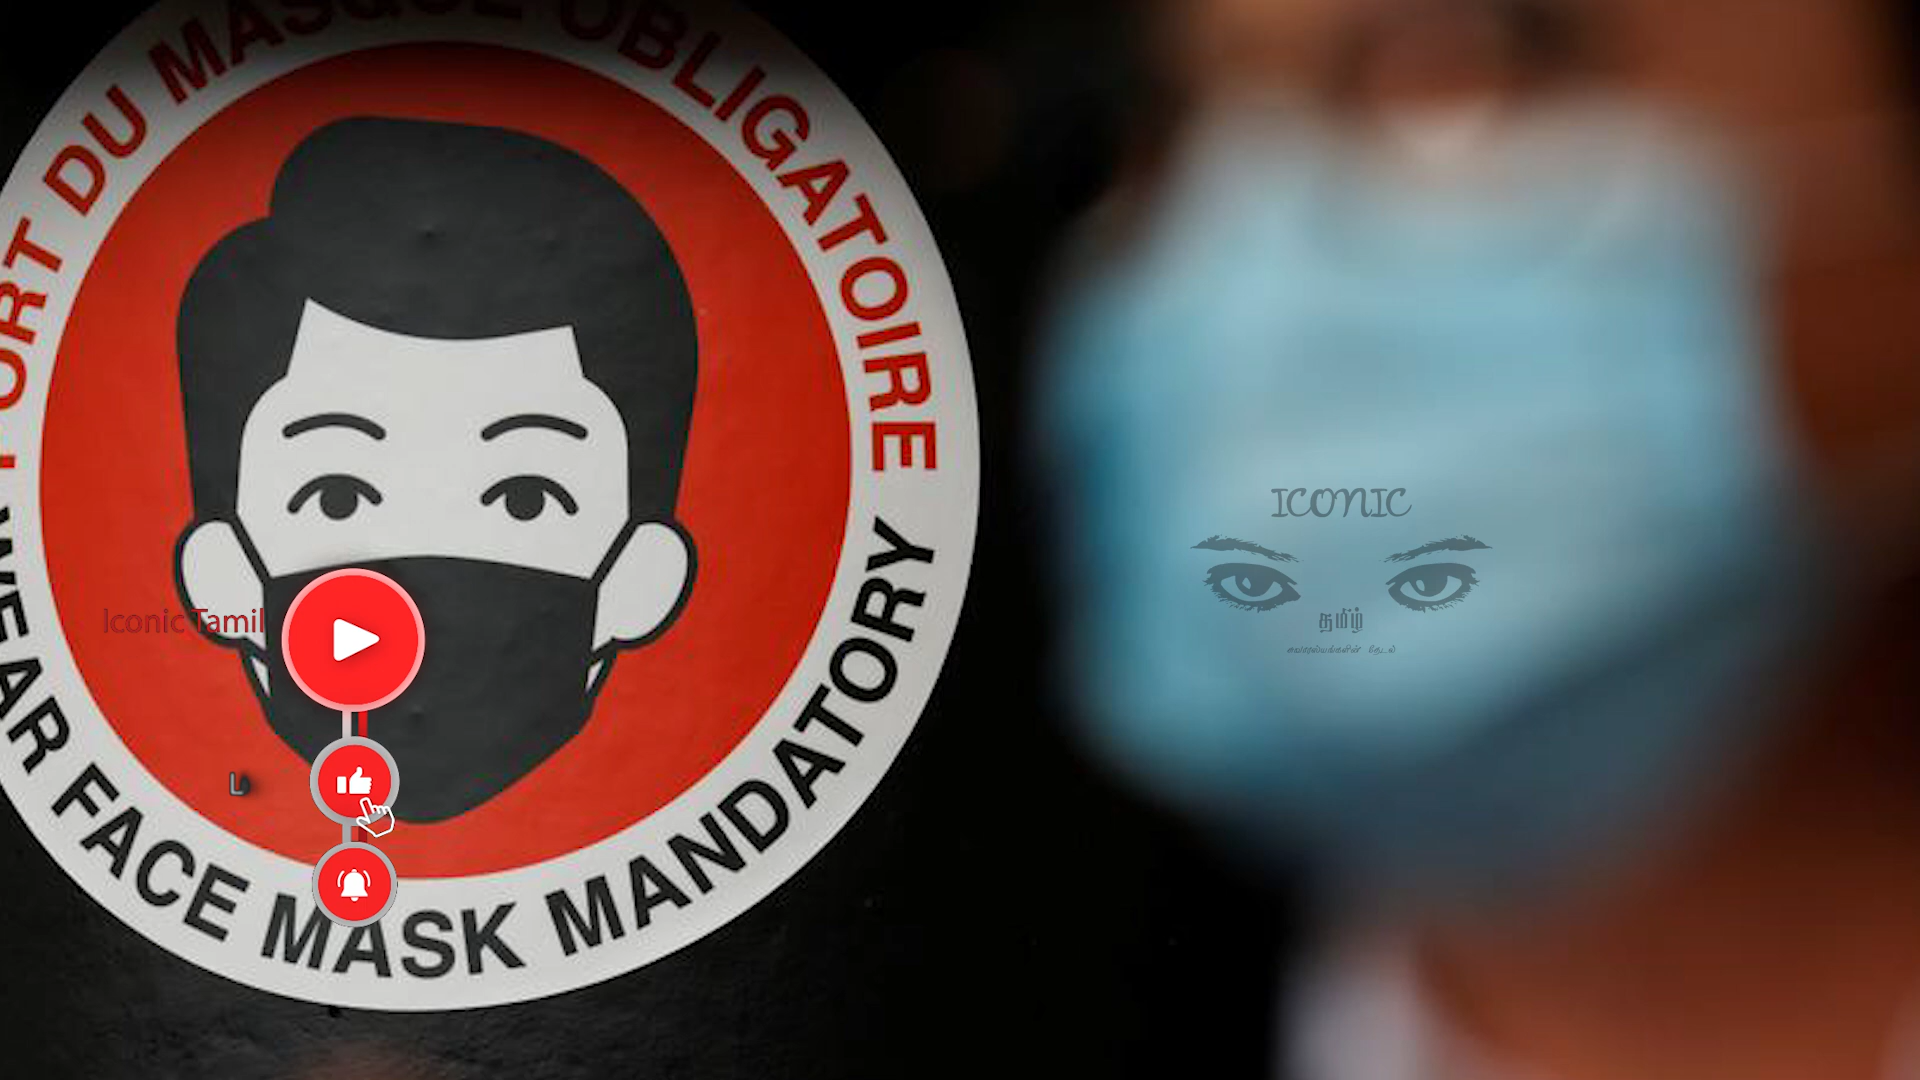 PORT DU MASQUE OBLIGATOIRE
WEAR FACE MASK MANDATORY
Iconic Tamil
ICONIC
தமிழ்